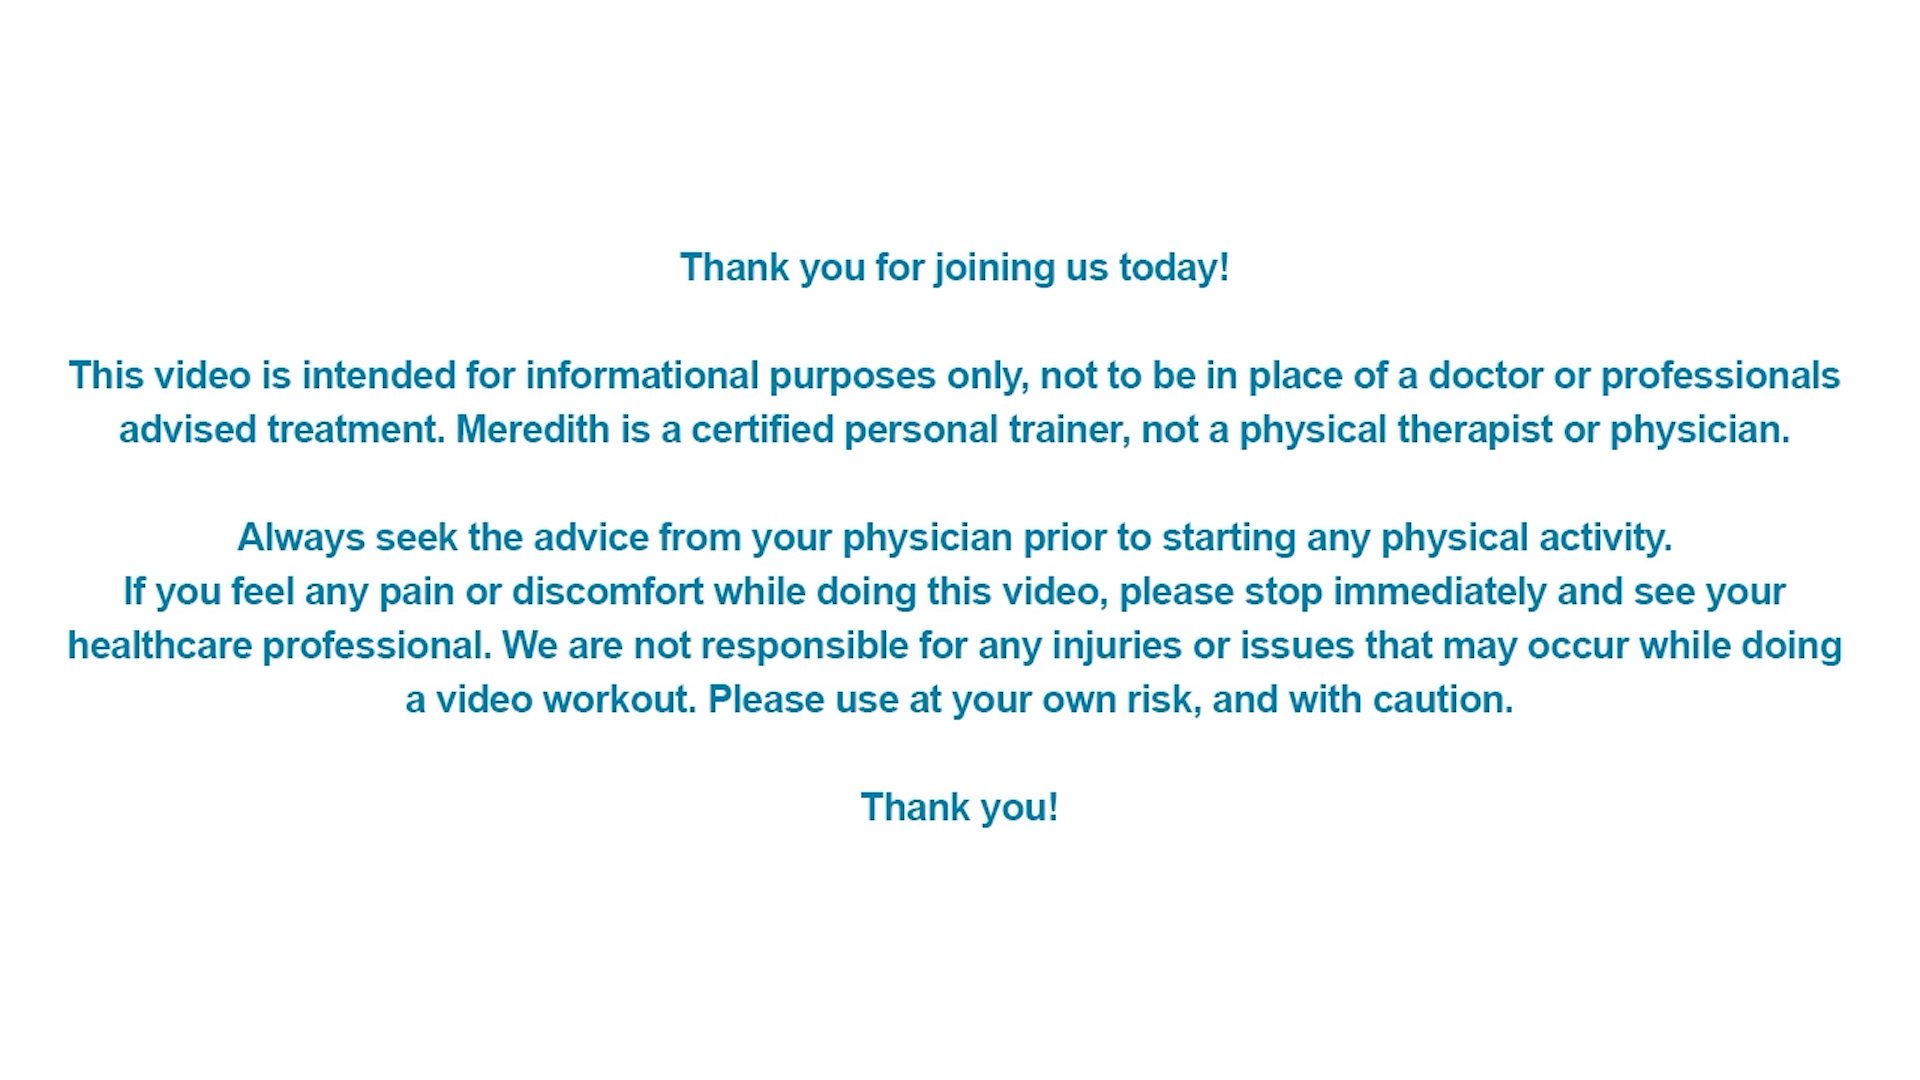 Thank you for joining us today!
This video is intended for informational purposes only, not to be in place of a doctor or professionals
advised treatment. Meredith is a certified personal trainer, not a physical therapist or physician.
Always seek the advice from your physician prior to starting any physical activity.
If you feel any pain or discomfort while doing this video, please stop immediately and see your
healthcare professional. We are not responsible for any injuries or issues that may occur while doing
a video workout. Please use at your own risk, and with caution.
Thank you!